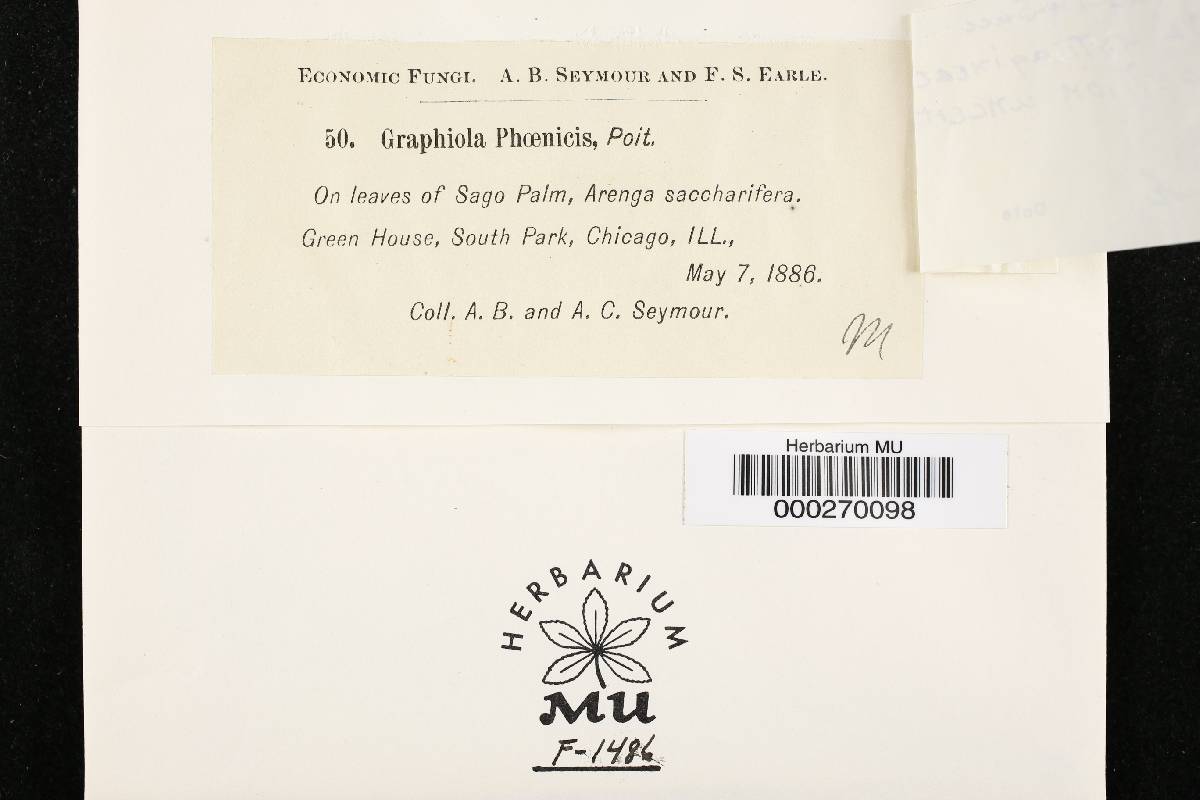 ECONOMIC FUNGI. A. B. SEYMOUR AND F. S. EARLE.
50. Graphiola Phœnicis, Poit.
On leaves of Sago Palm, Arenga saccharifera.
Green House, South Park, Chicago, ILL.,
May 7, 1886.
Coll. A. B. and A. C. Seymour.
M
Herbarium MU
000270098
HERBARIUM
MU
F-1486